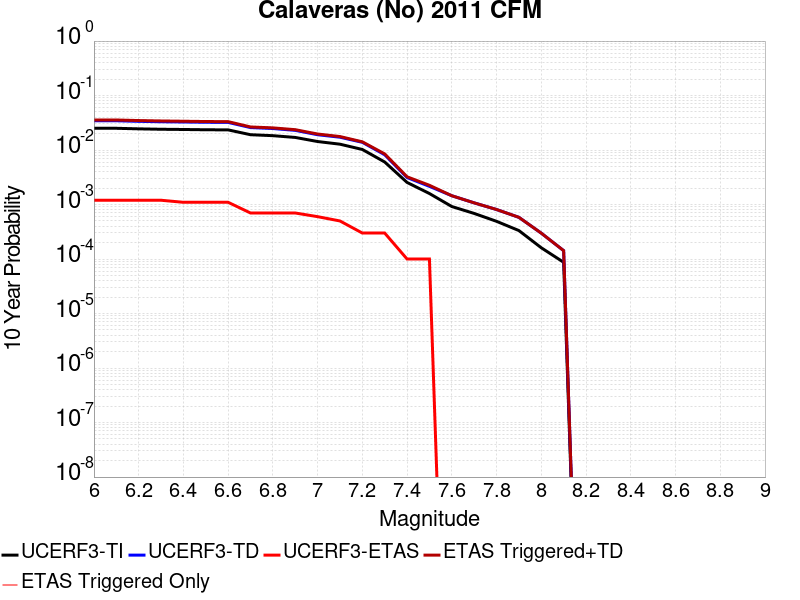 Calaveras (No) 2011 CFM
10 Year Probability
10^0
10^-1
10^-2
10^-3
10^-4
10^-5
10^-6
10^-7
10^-8
6 6.2 6.4 6.6 6.8 7 7.2 7.4 7.6 7.8 8 8.2 8.4 8.6 8.8 9
Magnitude
UCERF3-TI UCERF3-TD UCERF3-ETAS ETAS Triggered+TD
ETAS Triggered Only